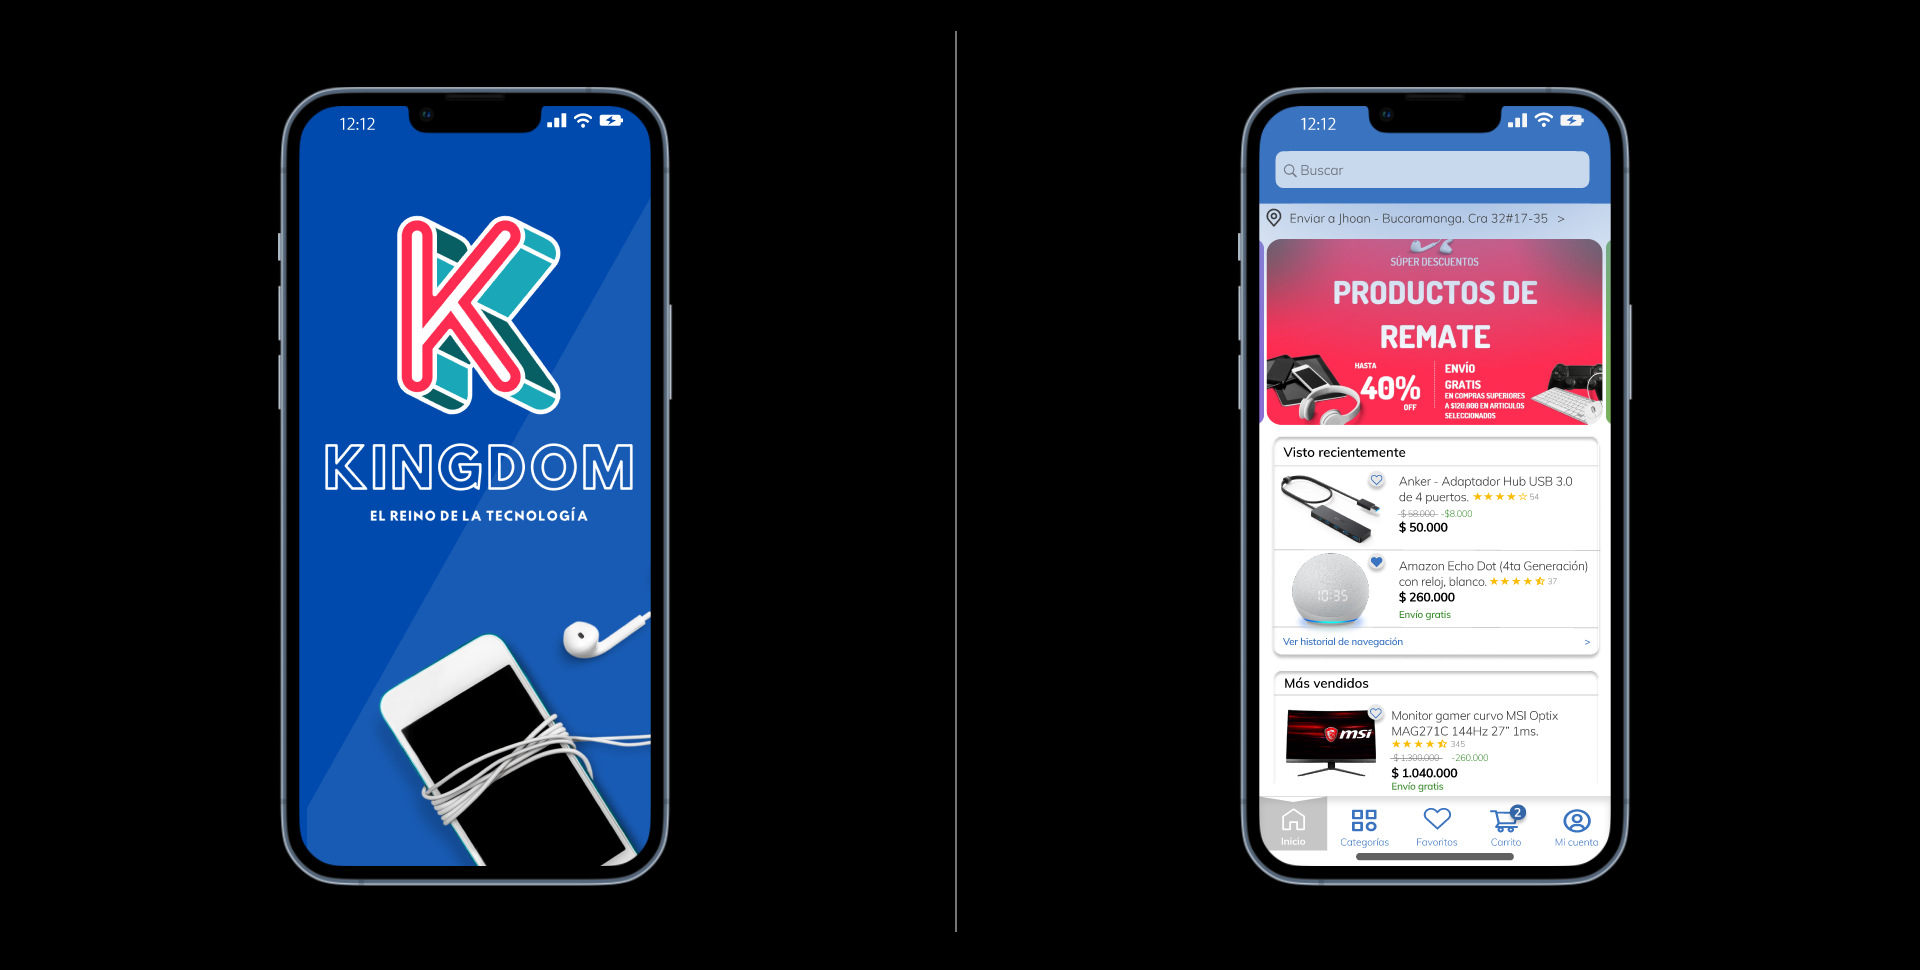 12:12
K
KINGDOM
EL REINO DE LA TECNOLOGÍA
12:12
Buscar
Enviar a Jhoan - Bucaramanga. Cra 32#17-35 >
SÚPER DESCUENTOS
PRODUCTOS DE
REMATE
HASTA
40%
OFF
ENVÍO
GRATIS
EN COMPRAS SUPERIORES
A $120.000 EN ARTICULOS
SELECCIONADOS
Visto recientemente
Anker - Adaptador Hub USB 3.0
de 4 puertos. 54
$ 58.000 -$8.000
$ 50.000
10:35
Amazon Echo Dot (4ta Generación)
con reloj, blanco. 37
$ 260.000
Envío gratis
Ver historial de navegación >
Más vendidos
msi
Monitor gamer curvo MSI Optix
MAG271C 144Hz 27" 1ms.
345
$ 1.300.000 -260.000
$ 1.040.000
Envío gratis
2
Inicio Categorías Favoritos Carrito Mi cuenta